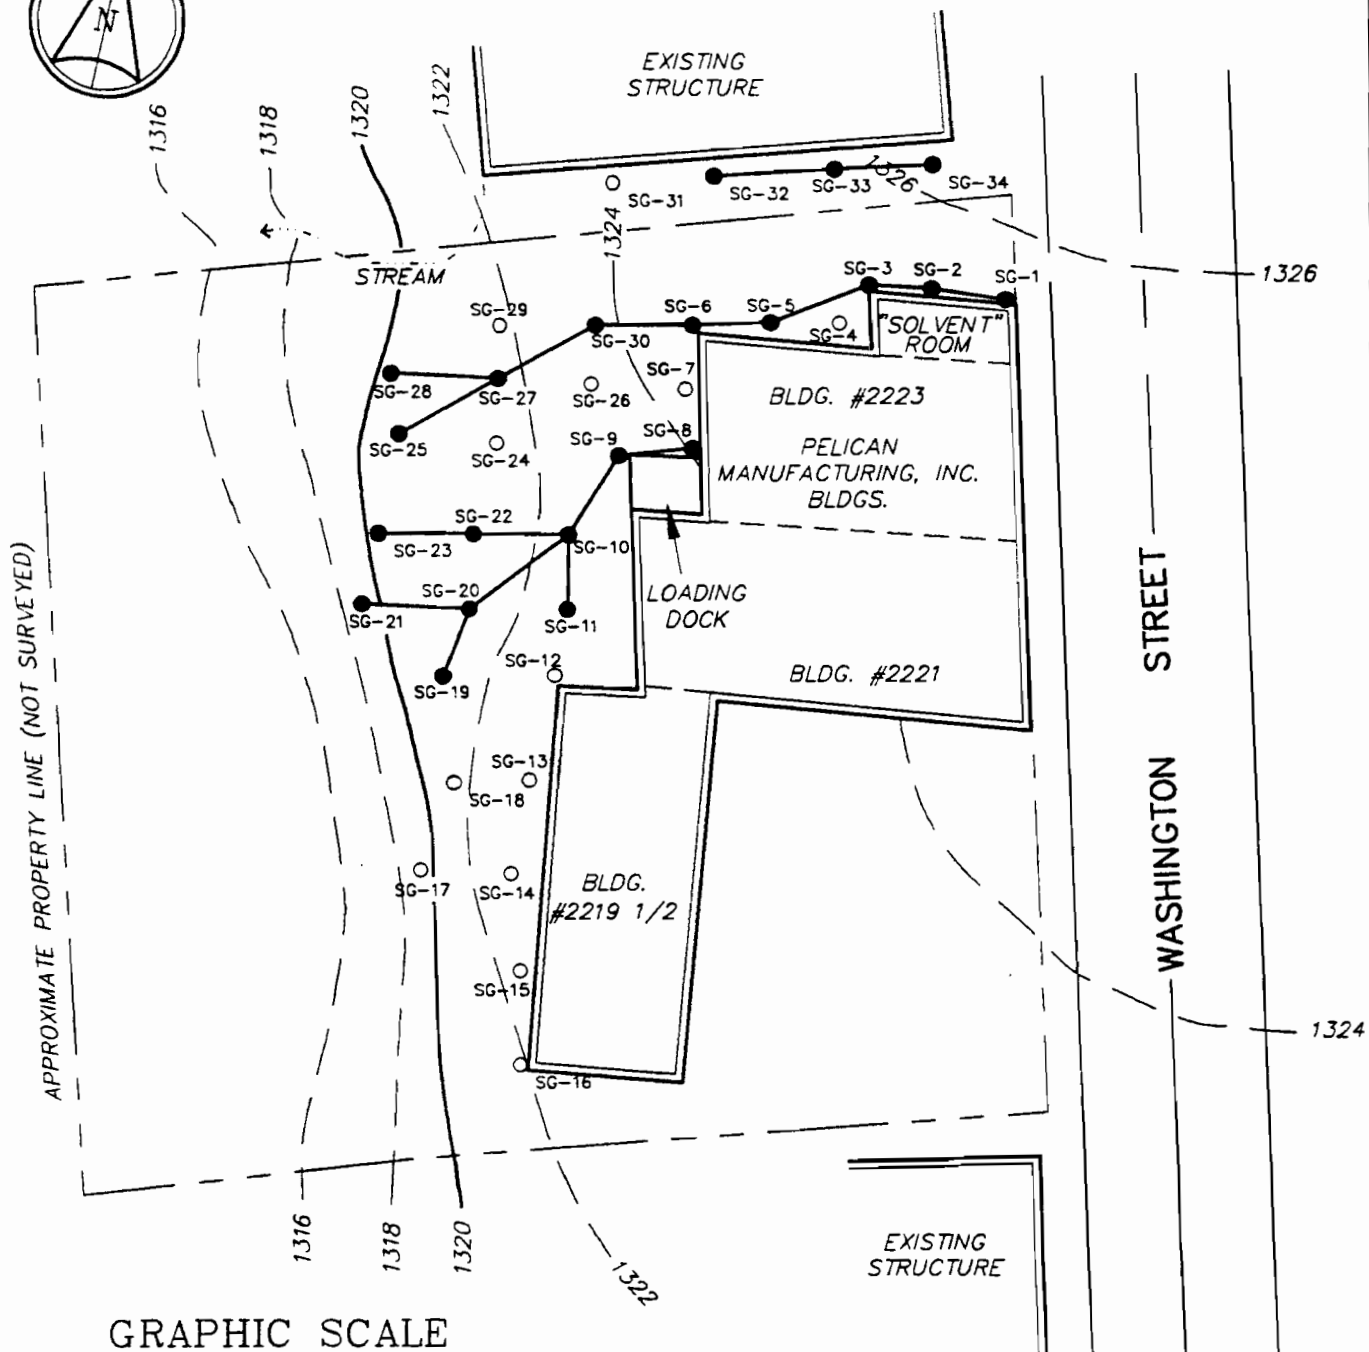 N
EXISTING
STRUCTURE
1316
1318
1320
1322
1326
SG-31
SG-32
SG-33
SG-34
1324
STREAM
SG-3
SG-2
SG-1
1326
SG-29
SG-30
SG-6
SG-5
SG-4
"SOLVENT"
ROOM
SG-28
SG-27
SG-26
SG-7
BLDG. #2223
SG-25
SG-24
SG-9
SG-8
PELICAN
MANUFACTURING, INC.
BLDGS.
SG-23
SG-22
SG-10
SG-21
SG-20
SG-11
LOADING
DOCK
SG-19
SG-12
BLDG. #2221
WASHINGTON STREET
APPROXIMATE PROPERTY LINE (NOT SURVEYED)
SG-18
SG-13
SG-17
SG-14
BLDG.
#2219 1/2
SG-15
SG-16
1324
1316
1318
1320
1322
EXISTING
STRUCTURE
GRAPHIC SCALE